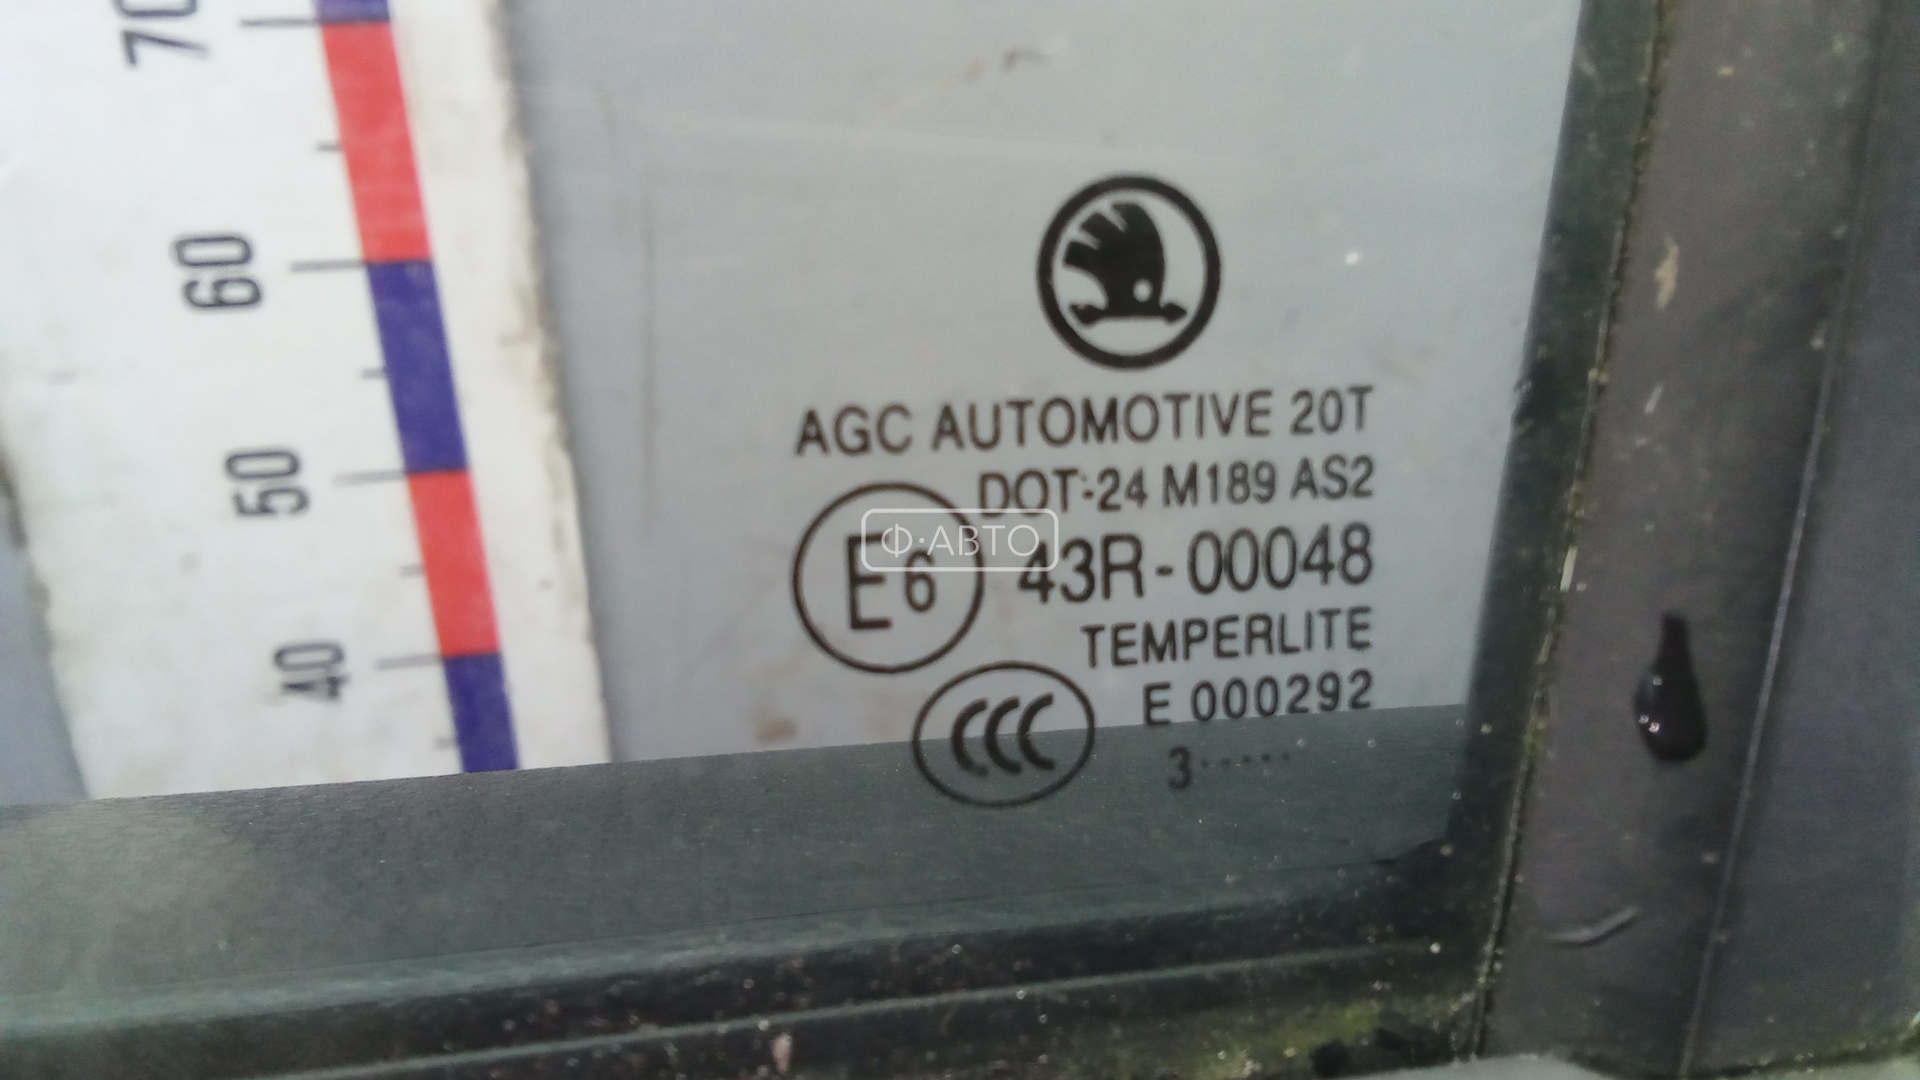 70
60
50
40
AGC AUTOMOTIVE 20T
DOT-24 M189 AS2
E6 43R-00048
Ф·АВТО
TEMPERLITE
CCC E 000292
3·····